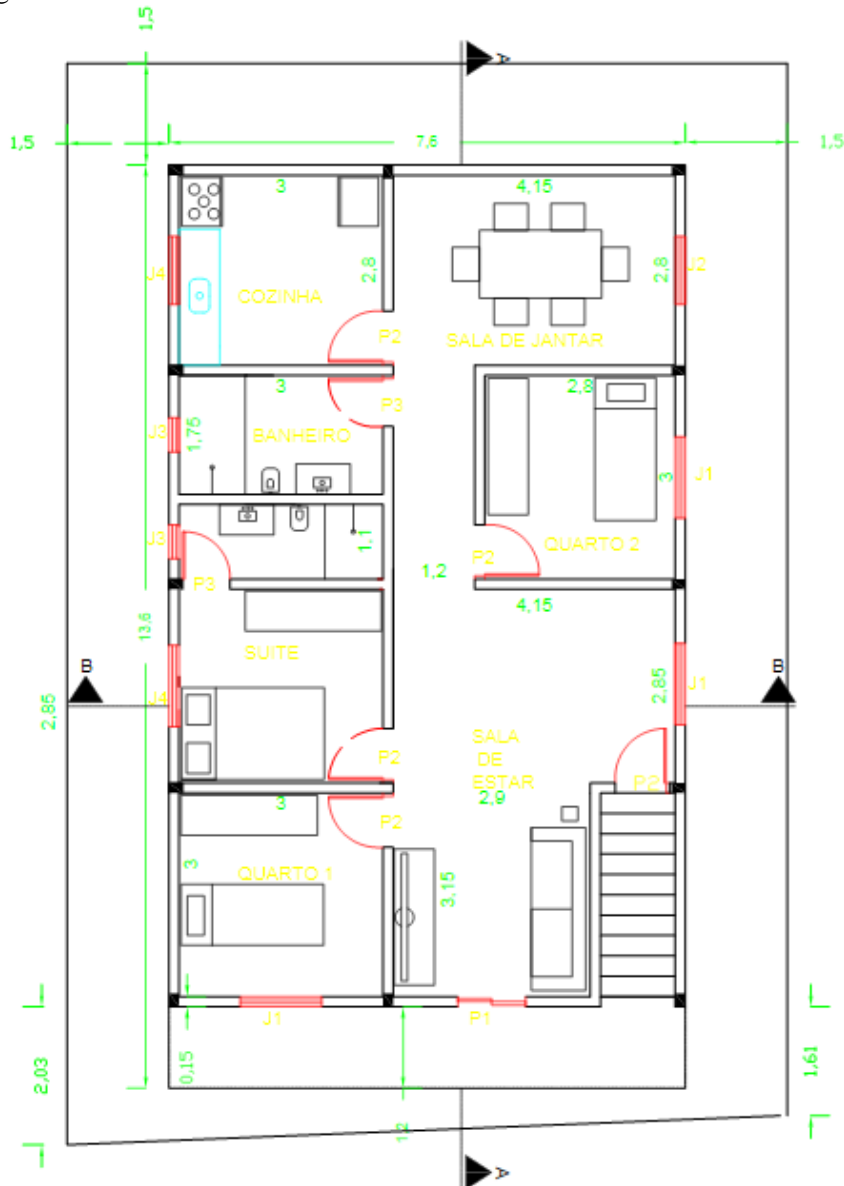 1,5
A
1,5
7,6
1,5
3
4,15
J4
2,8
2,8
J2
COZINHA
P2
SALA DE JANTAR
3
P3
2,8
J3
1,75
BANHEIRO
3
J1
J3
1,1
P2
QUARTO 2
P3
1,2
4,15
13,6
SUITE
B
2,85
J4
2,85
J1
B
P2
SALA
DE
ESTAR
P2
3
2,9
P2
3
QUARTO 1
3,15
J1
P1
2,03
0,15
1,61
1,2
A